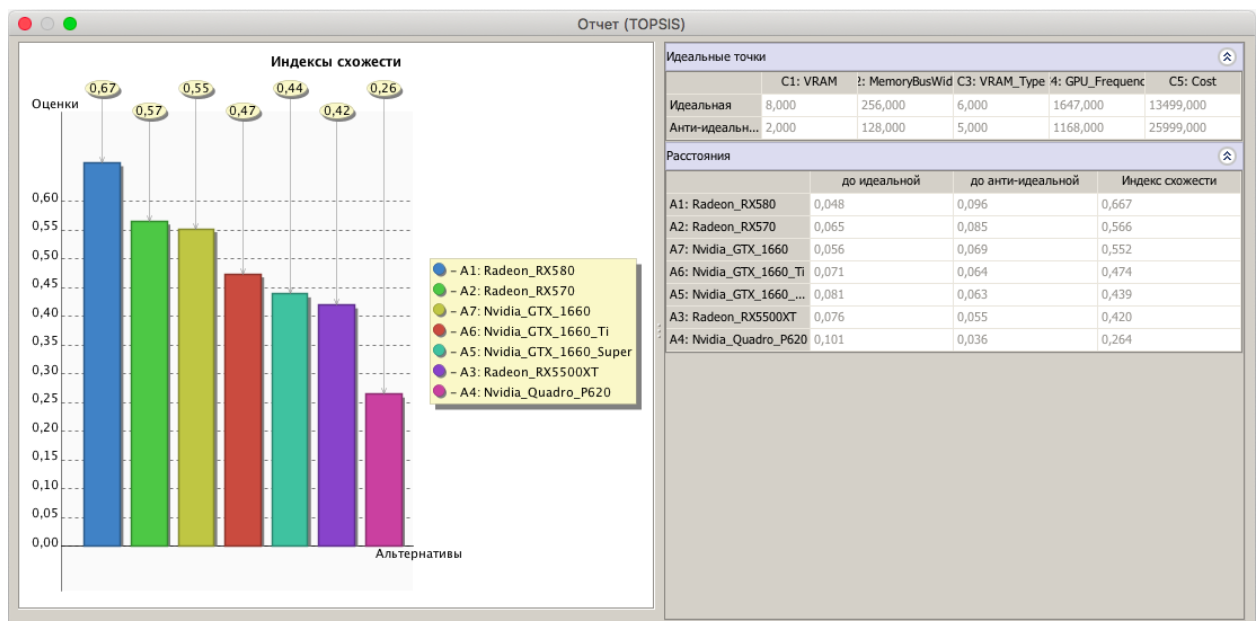 Отчет (TOPSIS)
Индексы схожести
Оценки
0,67 0,57 0,55 0,47 0,44 0,42 0,26
0,60
0,55
0,50
0,45
0,40
0,35
0,30
0,25
0,20
0,15
0,10
0,05
0,00
Альтернативы
– A1: Radeon_RX580
– A2: Radeon_RX570
– A7: Nvidia_GTX_1660
– A6: Nvidia_GTX_1660_Ti
– A5: Nvidia_GTX_1660_Super
– A3: Radeon_RX5500XT
– A4: Nvidia_Quadro_P620
Идеальные точки
C1: VRAM 2: MemoryBusWid C3: VRAM_Type 4: GPU_Frequenc C5: Cost
Идеальная 8,000 256,000 6,000 1647,000 13499,000
Анти-идеальн... 2,000 128,000 5,000 1168,000 25999,000
Расстояния
до идеальной до анти-идеальной Индекс схожести
A1: Radeon_RX580 0,048 0,096 0,667
A2: Radeon_RX570 0,065 0,085 0,566
A7: Nvidia_GTX_1660 0,056 0,069 0,552
A6: Nvidia_GTX_1660_Ti 0,071 0,064 0,474
A5: Nvidia_GTX_1660_... 0,081 0,063 0,439
A3: Radeon_RX5500XT 0,076 0,055 0,420
A4: Nvidia_Quadro_P620 0,101 0,036 0,264